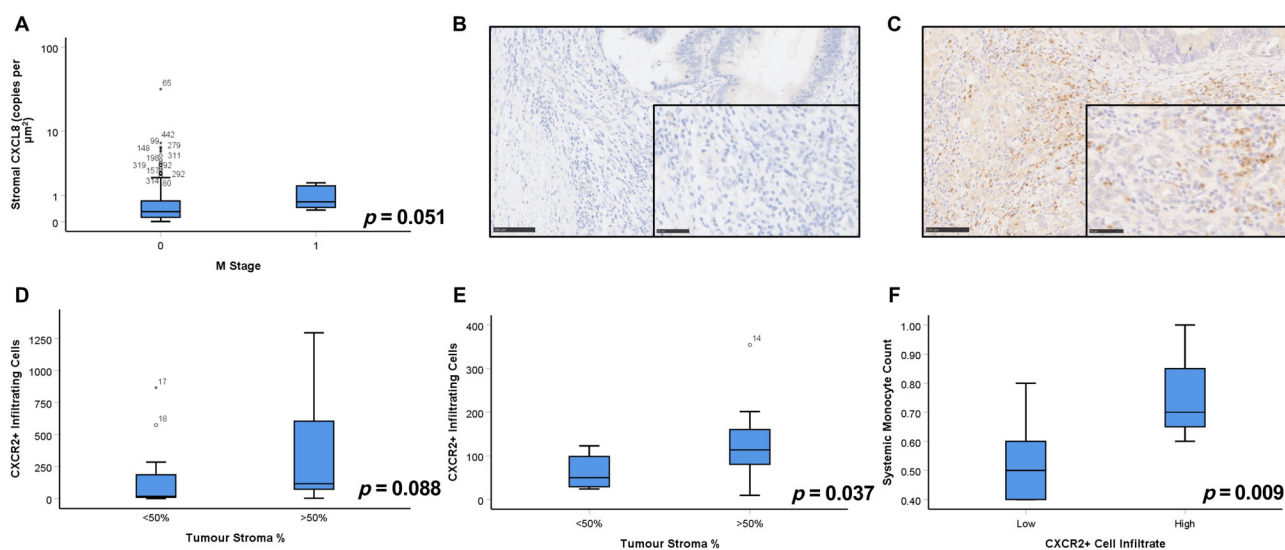 A
Stromal CXCL8 (copies per
µm²)
100
10
1
0
65
442
99
279
148
311
198
319
292
157
314
80
0
1
M Stage
p = 0.051
B
C
D
CXCR2+ Infiltrating Cells
1250
1000
750
500
250
0
17
18
<50%
>50%
Tumour Stroma %
p = 0.088
E
CXCR2+ Infiltrating Cells
400
300
200
100
0
14
<50%
>50%
Tumour Stroma %
p = 0.037
F
Systemic Monocyte Count
1.00
0.90
0.80
0.70
0.60
0.50
0.40
Low
High
CXCR2+ Cell Infiltrate
p = 0.009